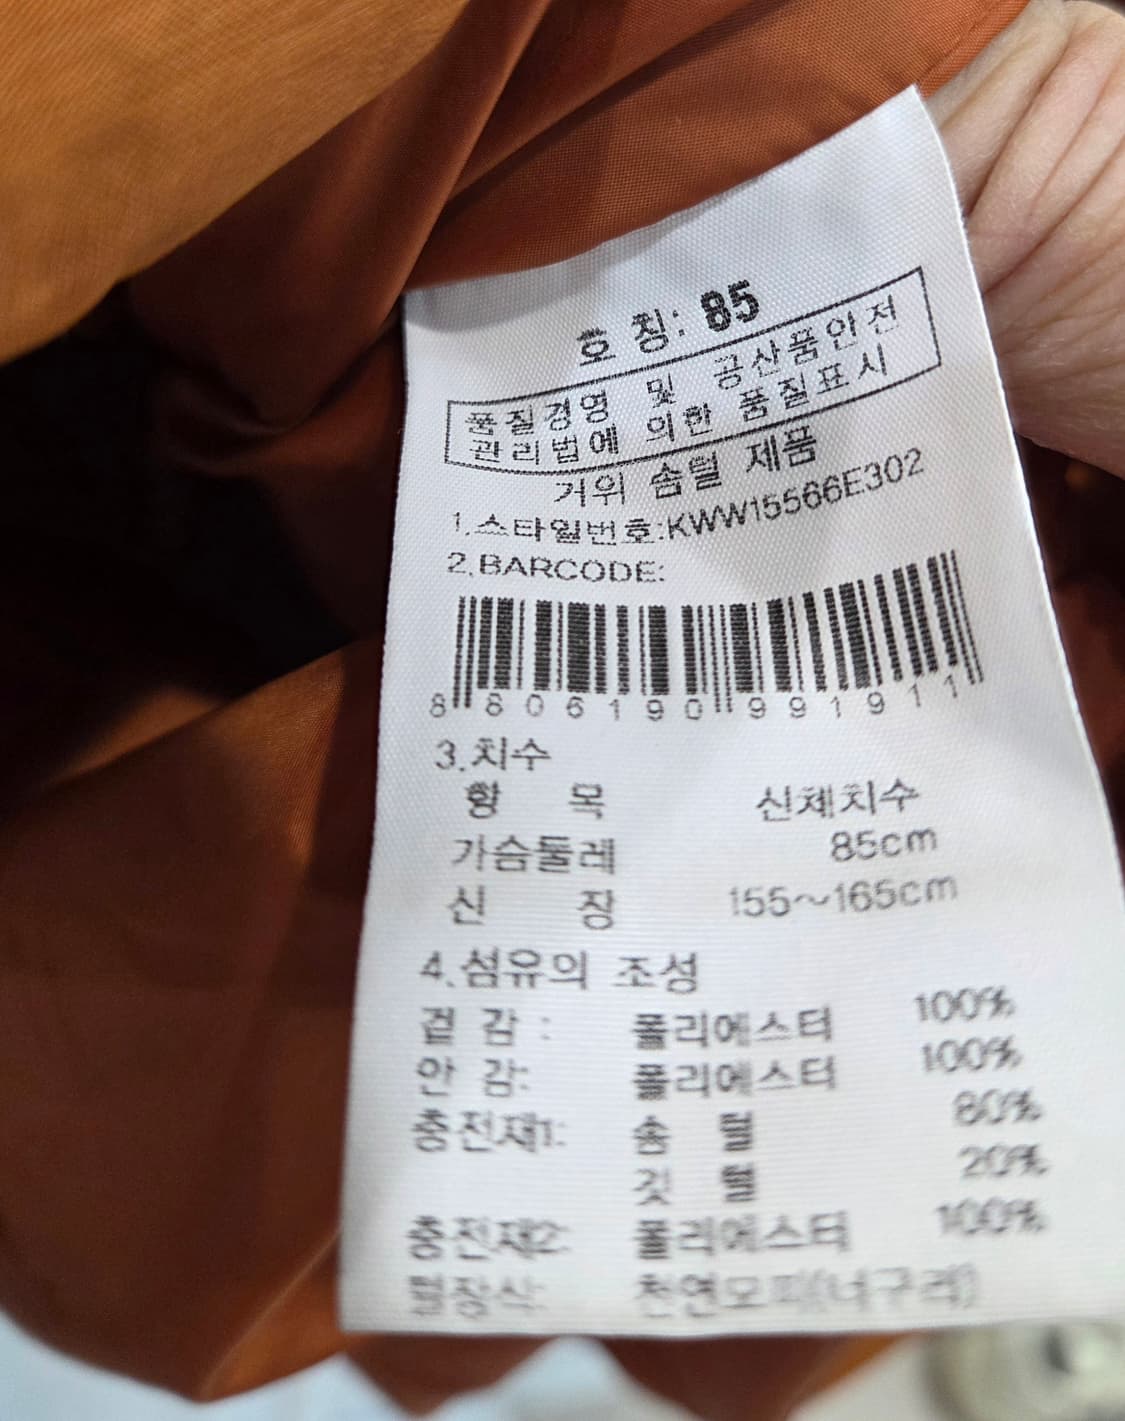 호 칭: 85
품질경영 및 공산품안전
관리법에 의한 품질표시
거위 솜털 제품
1.스타일번호:KWW15566E302
2.BARCODE:
8 806190 991911
3.치수
항 목 신체치수
가슴둘레 85cm
신 장 155~165cm
4.섬유의 조성
겉 감 : 폴리에스터 100%
안 감: 폴리에스터 100%
충전재1: 솜 털 80%
깃 털 20%
충전재2: 폴리에스터 100%
털장식: 천연모피(너구리)